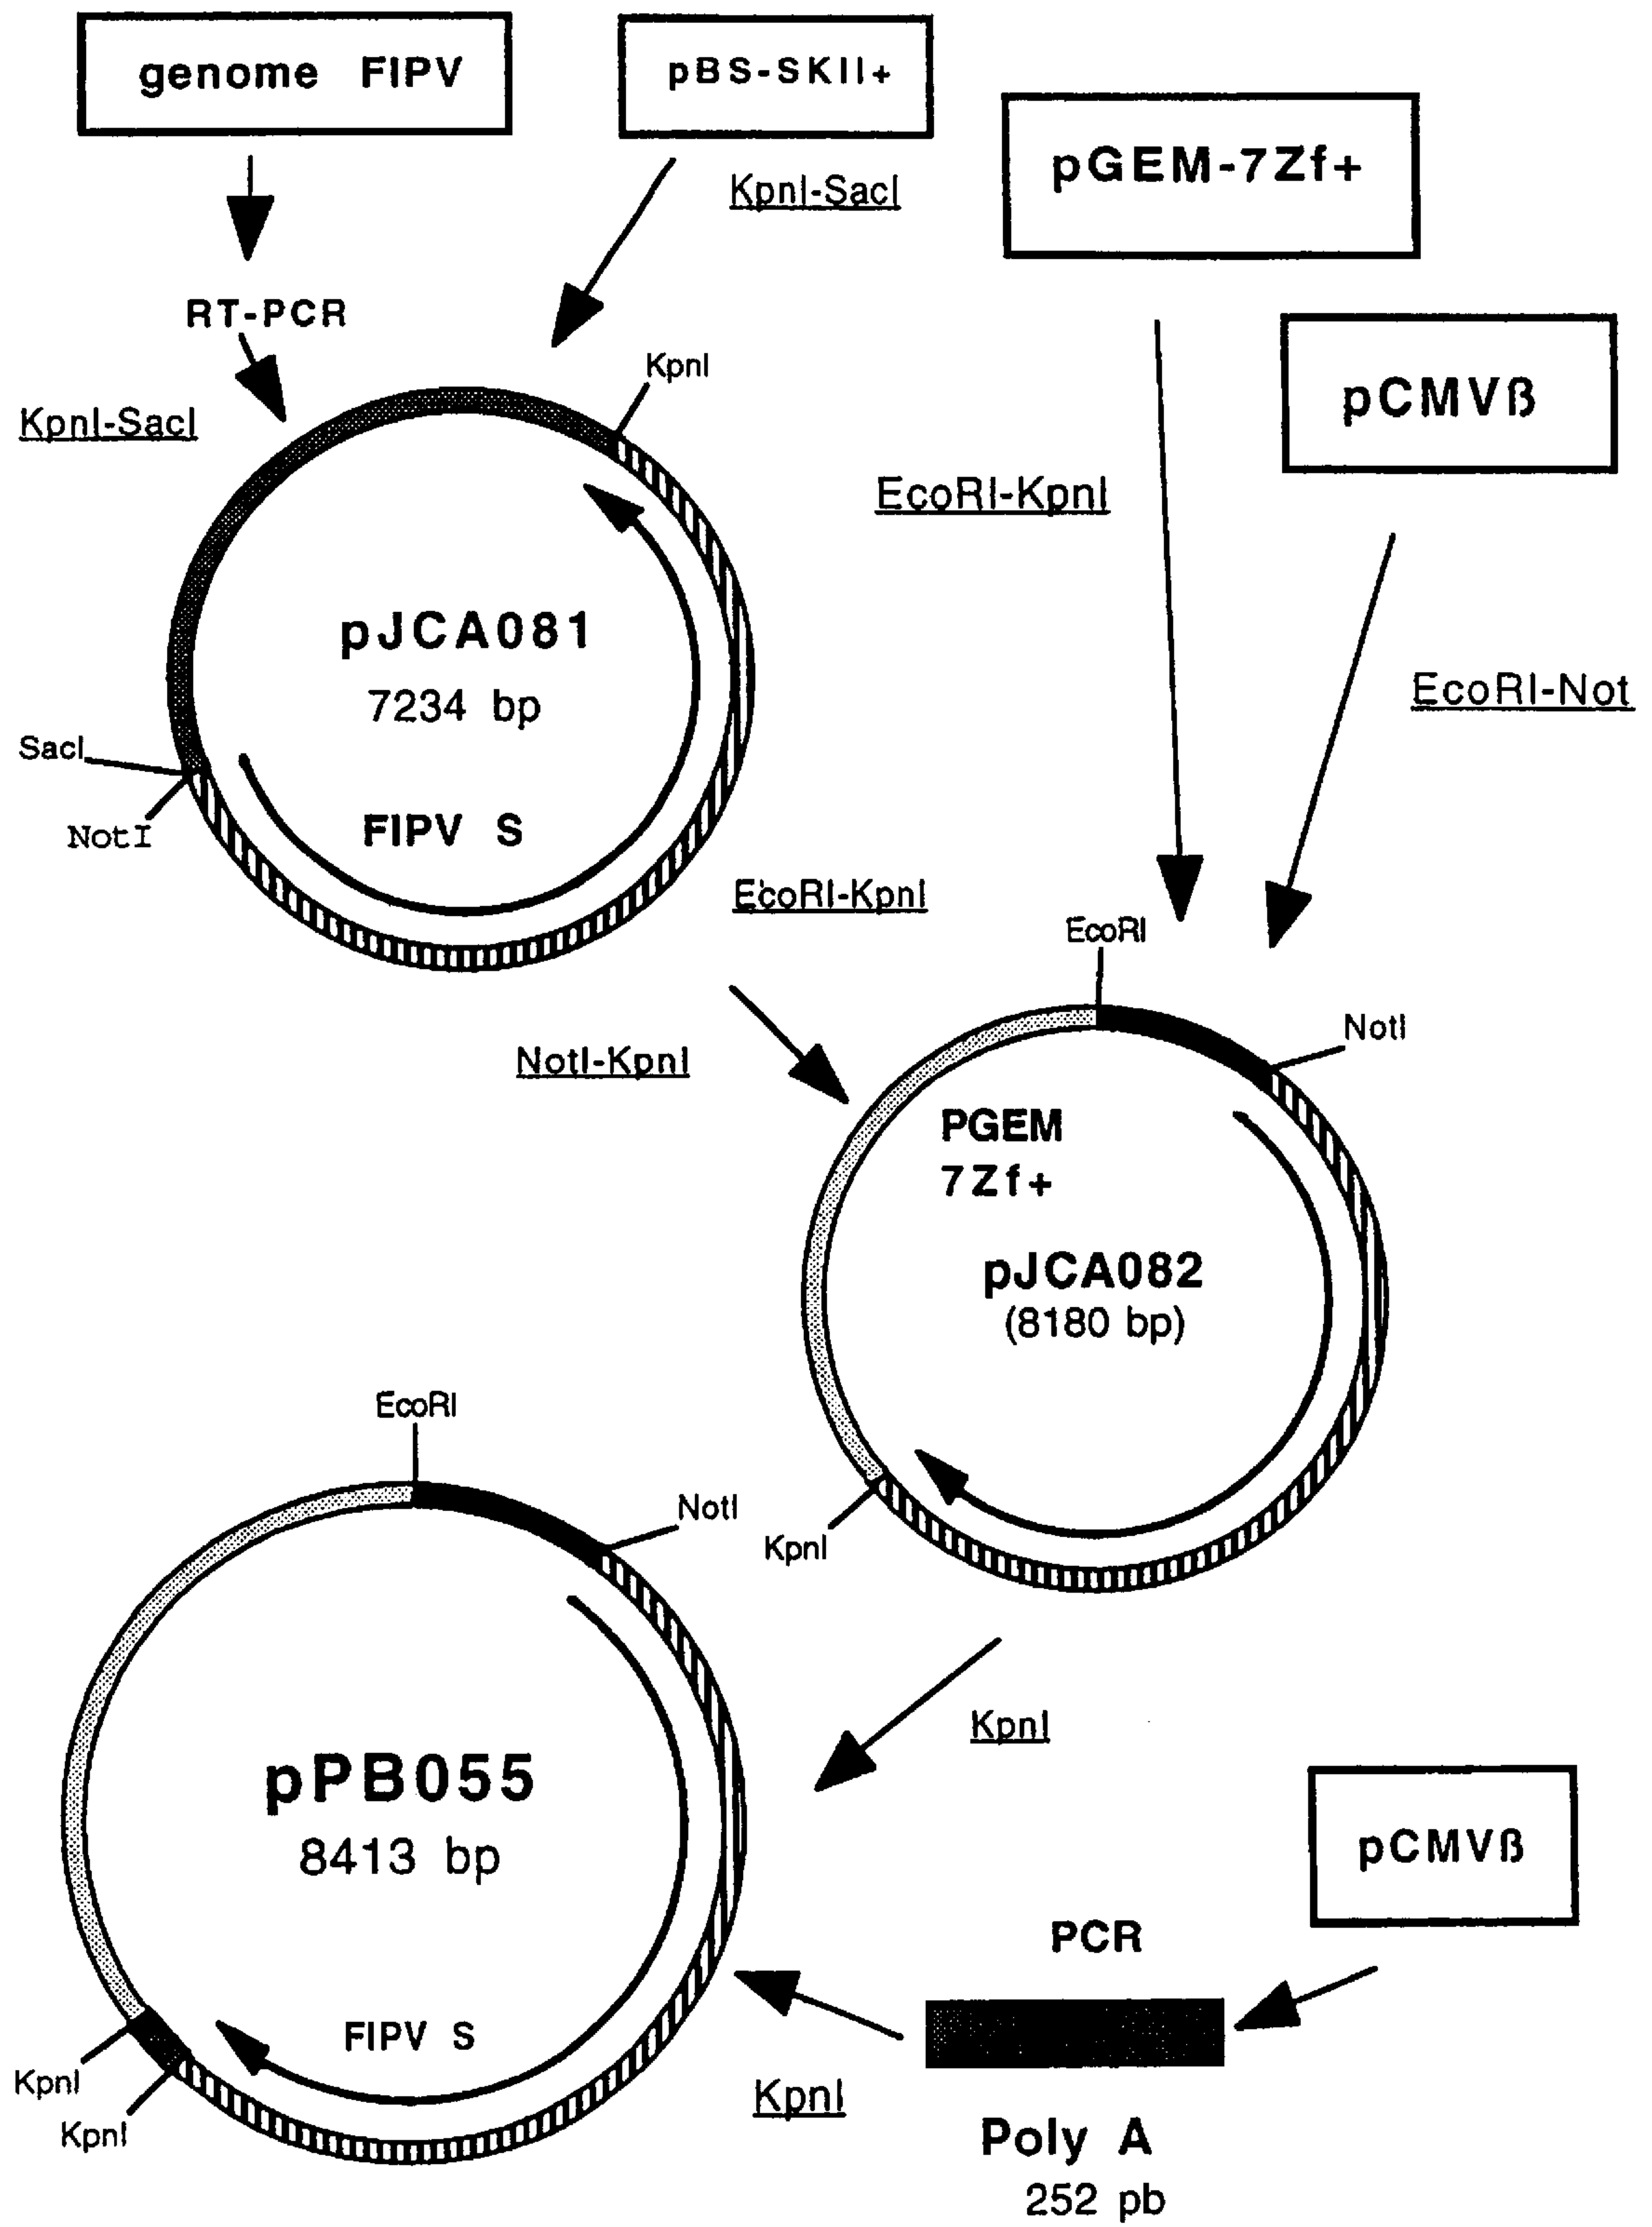 genome FIPV
pBS-SKII+
pGEM-7Zf+
KpnI-SacI
RT-PCR
pCMVß
KpnI
KpnI-SacI
EcoRI-KpnI
pJCA081
7234 bp
EcoRI-Not
SacI
NotI
FIPV S
EcoRI-KpnI
EcoRI
NotI
NotI-KpnI
PGEM
7Zf+
pJCA082
(8180 bp)
EcoRI
NotI
KpnI
KpnI
pPB055
8413 bp
pCMVß
PCR
FIPV S
KpnI
KpnI
KpnI
Poly A
252 pb